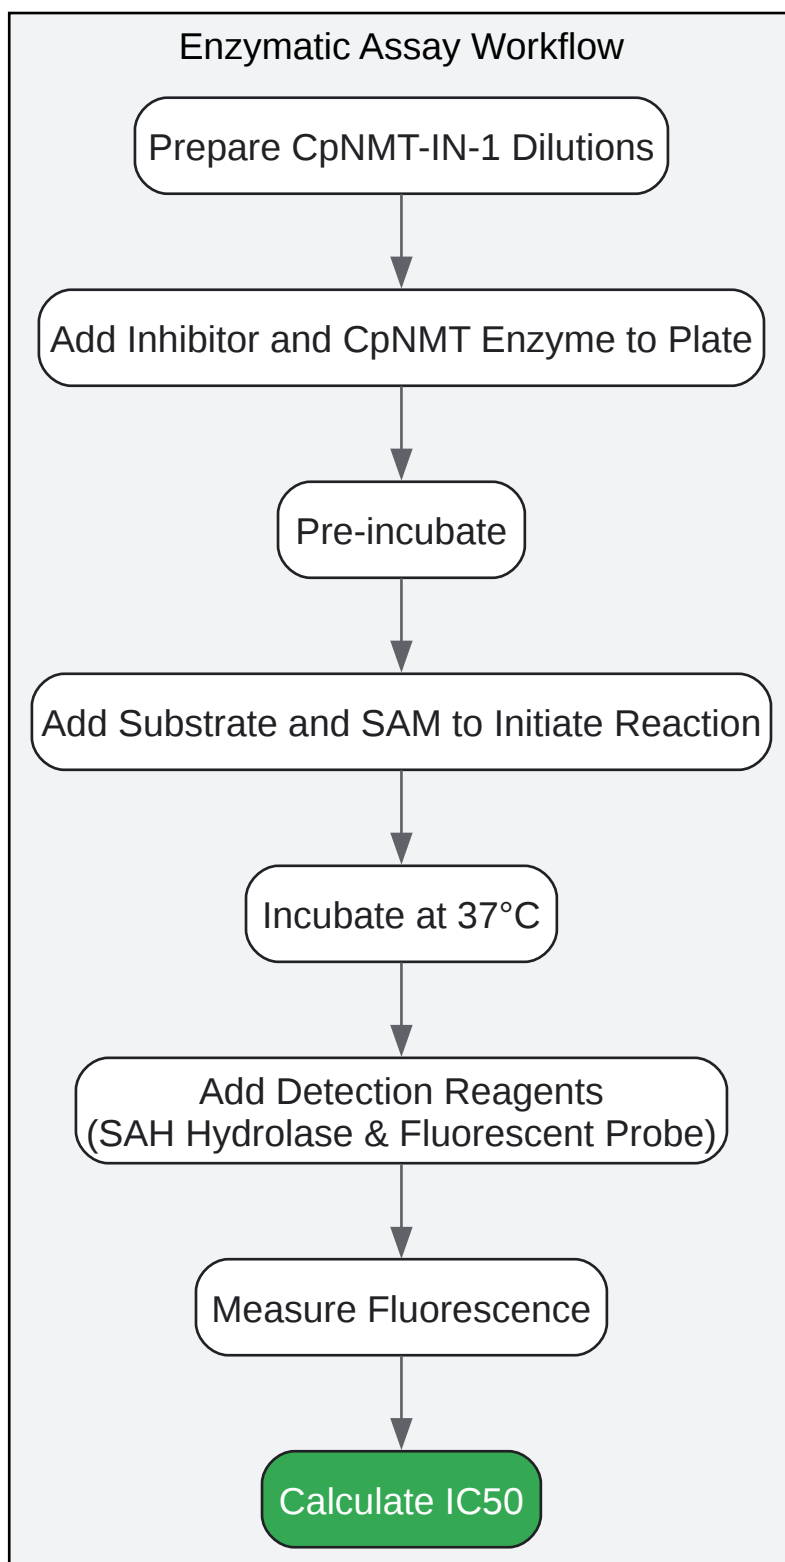 Enzymatic Assay Workflow
Prepare CpNMT-IN-1 Dilutions
Add Inhibitor and CpNMT Enzyme to Plate
Pre-incubate
Add Substrate and SAM to Initiate Reaction
Incubate at 37°C
Add Detection Reagents
(SAH Hydrolase & Fluorescent Probe)
Measure Fluorescence
Calculate IC50